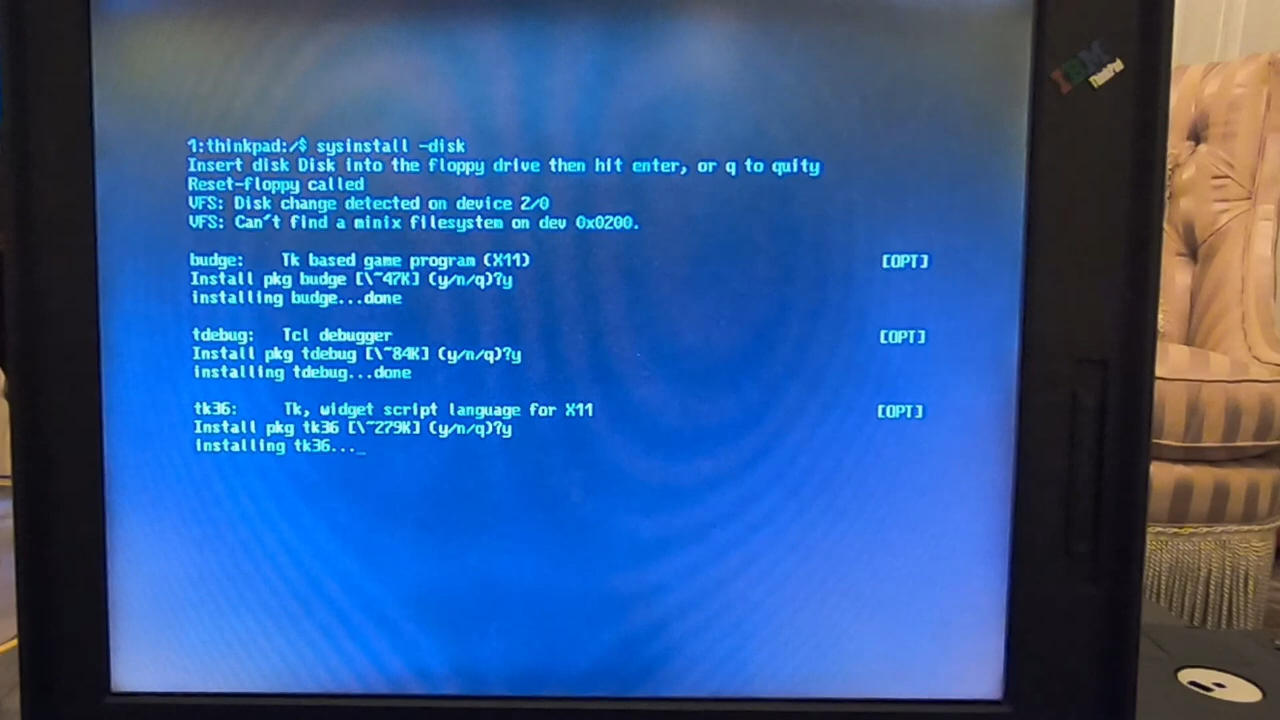 IBM
ThinkPad
1:thinkpad:/$ sysinstall -disk
Insert disk Disk into the floppy drive then hit enter, or q to quity
Reset-floppy called
VFS: Disk change detected on device 2/0
VFS: Can't find a minix filesystem on dev 0x0200.
budge: Tk based game program (X11) [OPT]
Install pkg budge [\~47K] (y/n/q)?y
installing budge...done
tdebug: Tcl debugger [OPT]
Install pkg tdebug [\~84K] (y/n/q)?y
installing tdebug...done
tk36: Tk, widget script language for X11 [OPT]
Install pkg tk36 [\~279K] (y/n/q)?y
installing tk36..._